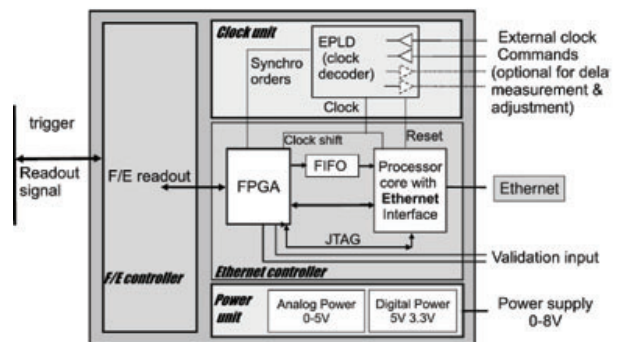 Clock unit
EPLD
(clock
decoder)
Synchro
orders
External clock
Commands
(optional for dela
measurement &
adjustment)
Clock
Reset
trigger
Readout
signal
F/E readout
Clock shift
FPGA
FIFO
Processor
core with
Ethernet
Interface
Ethernet
JTAG
Validation input
F/E controller
Ethernet controller
Power
unit
Analog Power
0-5V
Digital Power
5V 3.3V
Power supply
0-8V